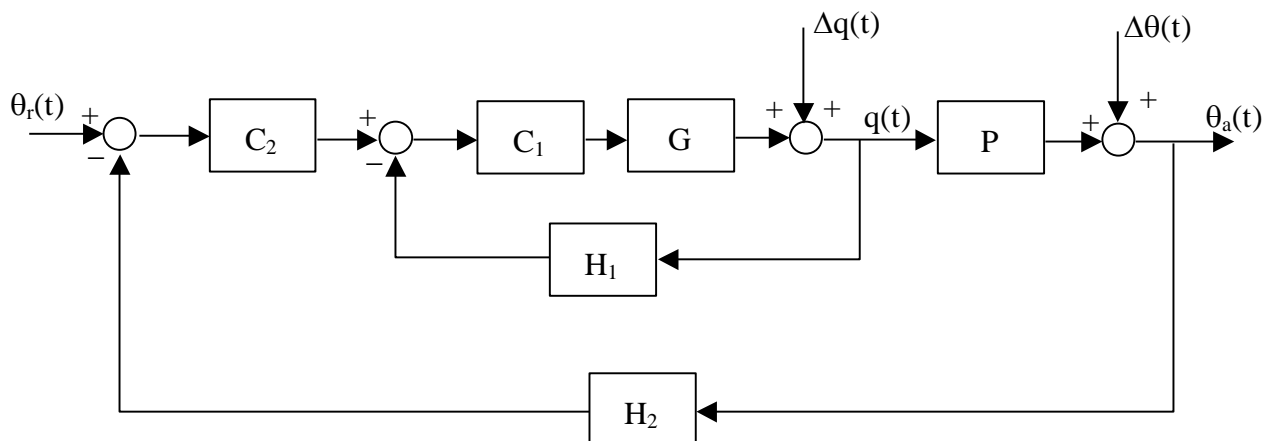 Δq(t)
Δθ(t)
θr(t)
+
−
C₂
+
−
C₁
G
+
+
q(t)
P
+
+
θa(t)
H₁
H₂